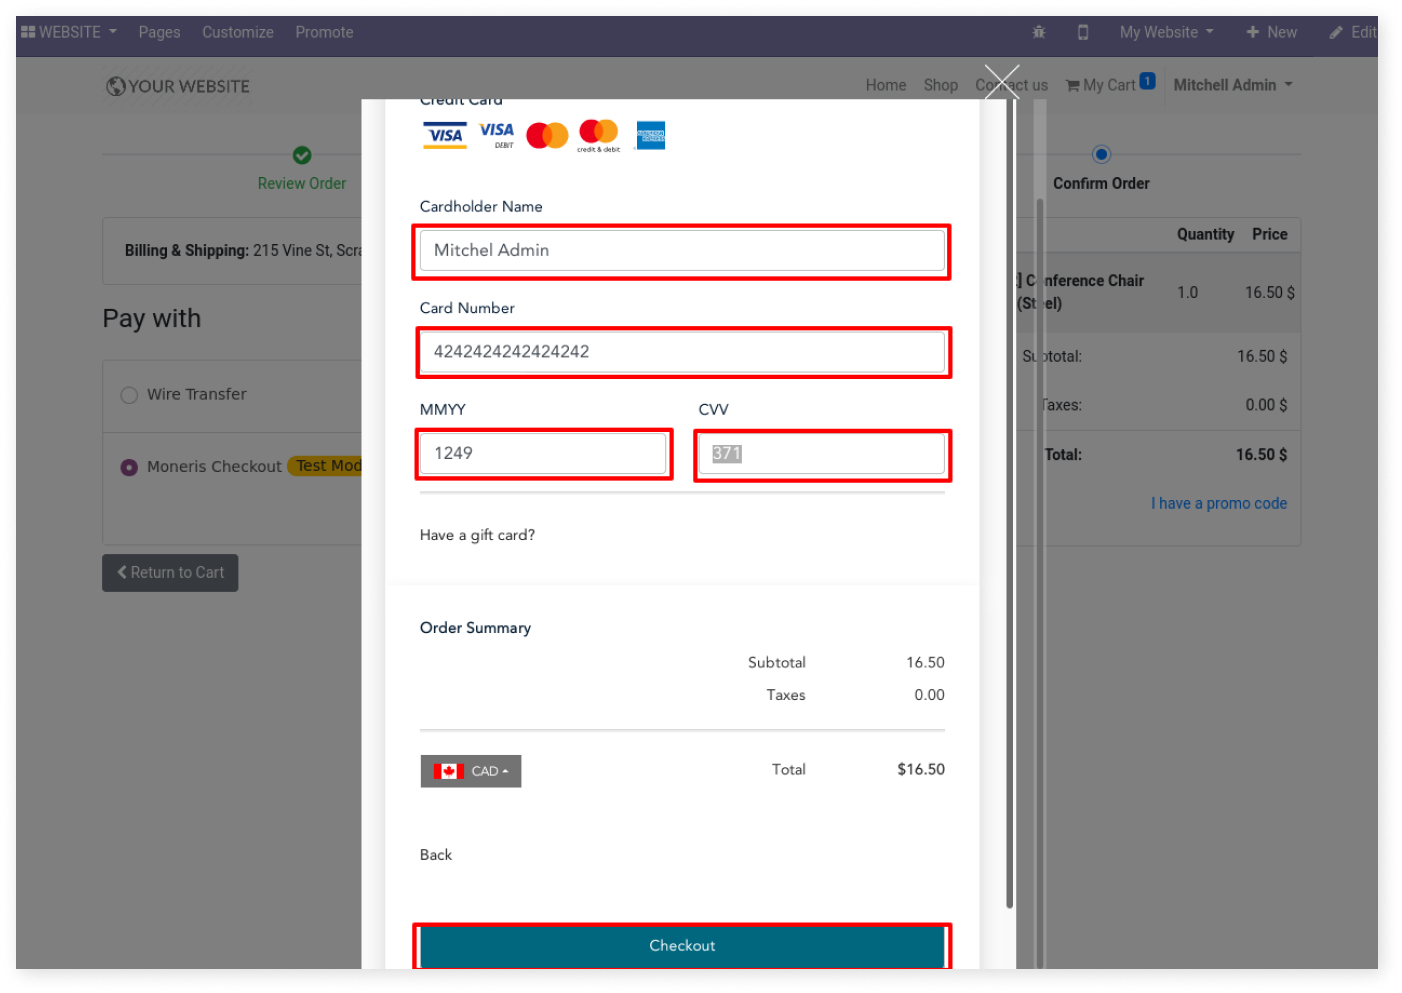 WEBSITE Pages Customize Promote My Website New Edit
YOUR WEBSITE Home Shop Contact us My Cart 1 Mitchell Admin
Credit Card
VISA VISA DEBIT credit & debit
Review Order Confirm Order
Billing & Shipping: 215 Vine St, Scra
Pay with
Wire Transfer
Moneris Checkout Test Mod
Return to Cart
Cardholder Name
Mitchel Admin
Card Number
4242424242424242
MMYY CVV
1249 371
Have a gift card?
Order Summary
Subtotal 16.50
Taxes 0.00
CAD Total $16.50
Back
Checkout
Quantity Price
] Conference Chair
(Steel) 1.0 16.50 $
Subtotal: 16.50 $
Taxes: 0.00 $
Total: 16.50 $
I have a promo code